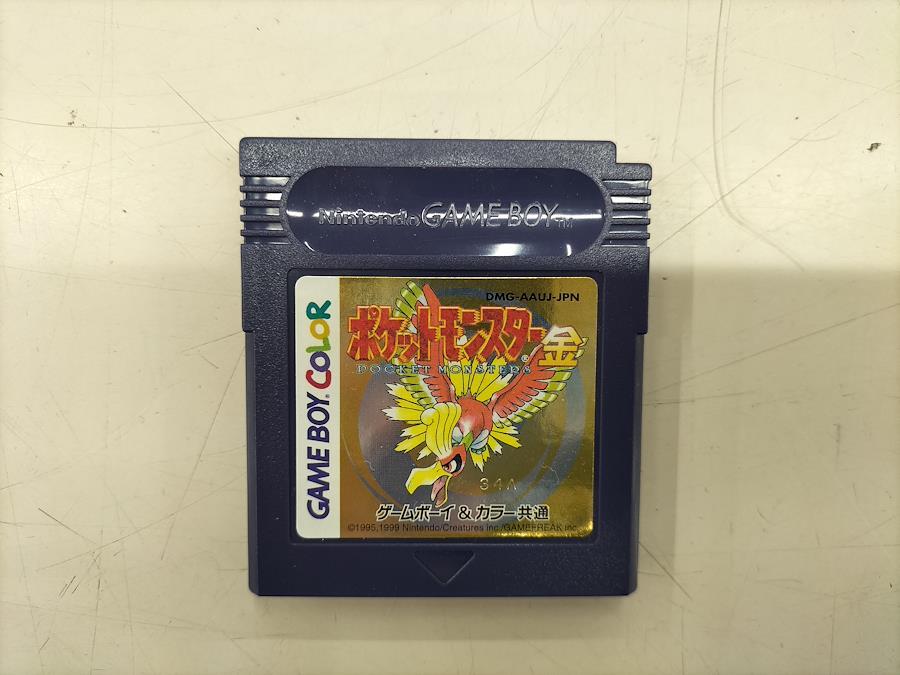 Nintendo GAME BOY TM
DMG-AAUJ-JPN
ポケットモンスター金
POCKET MONSTERS ®
GAME BOY COLOR
34A
ゲームボーイ & カラー共通
©1995,1999 Nintendo/Creatures inc./GAMEFREAK inc.